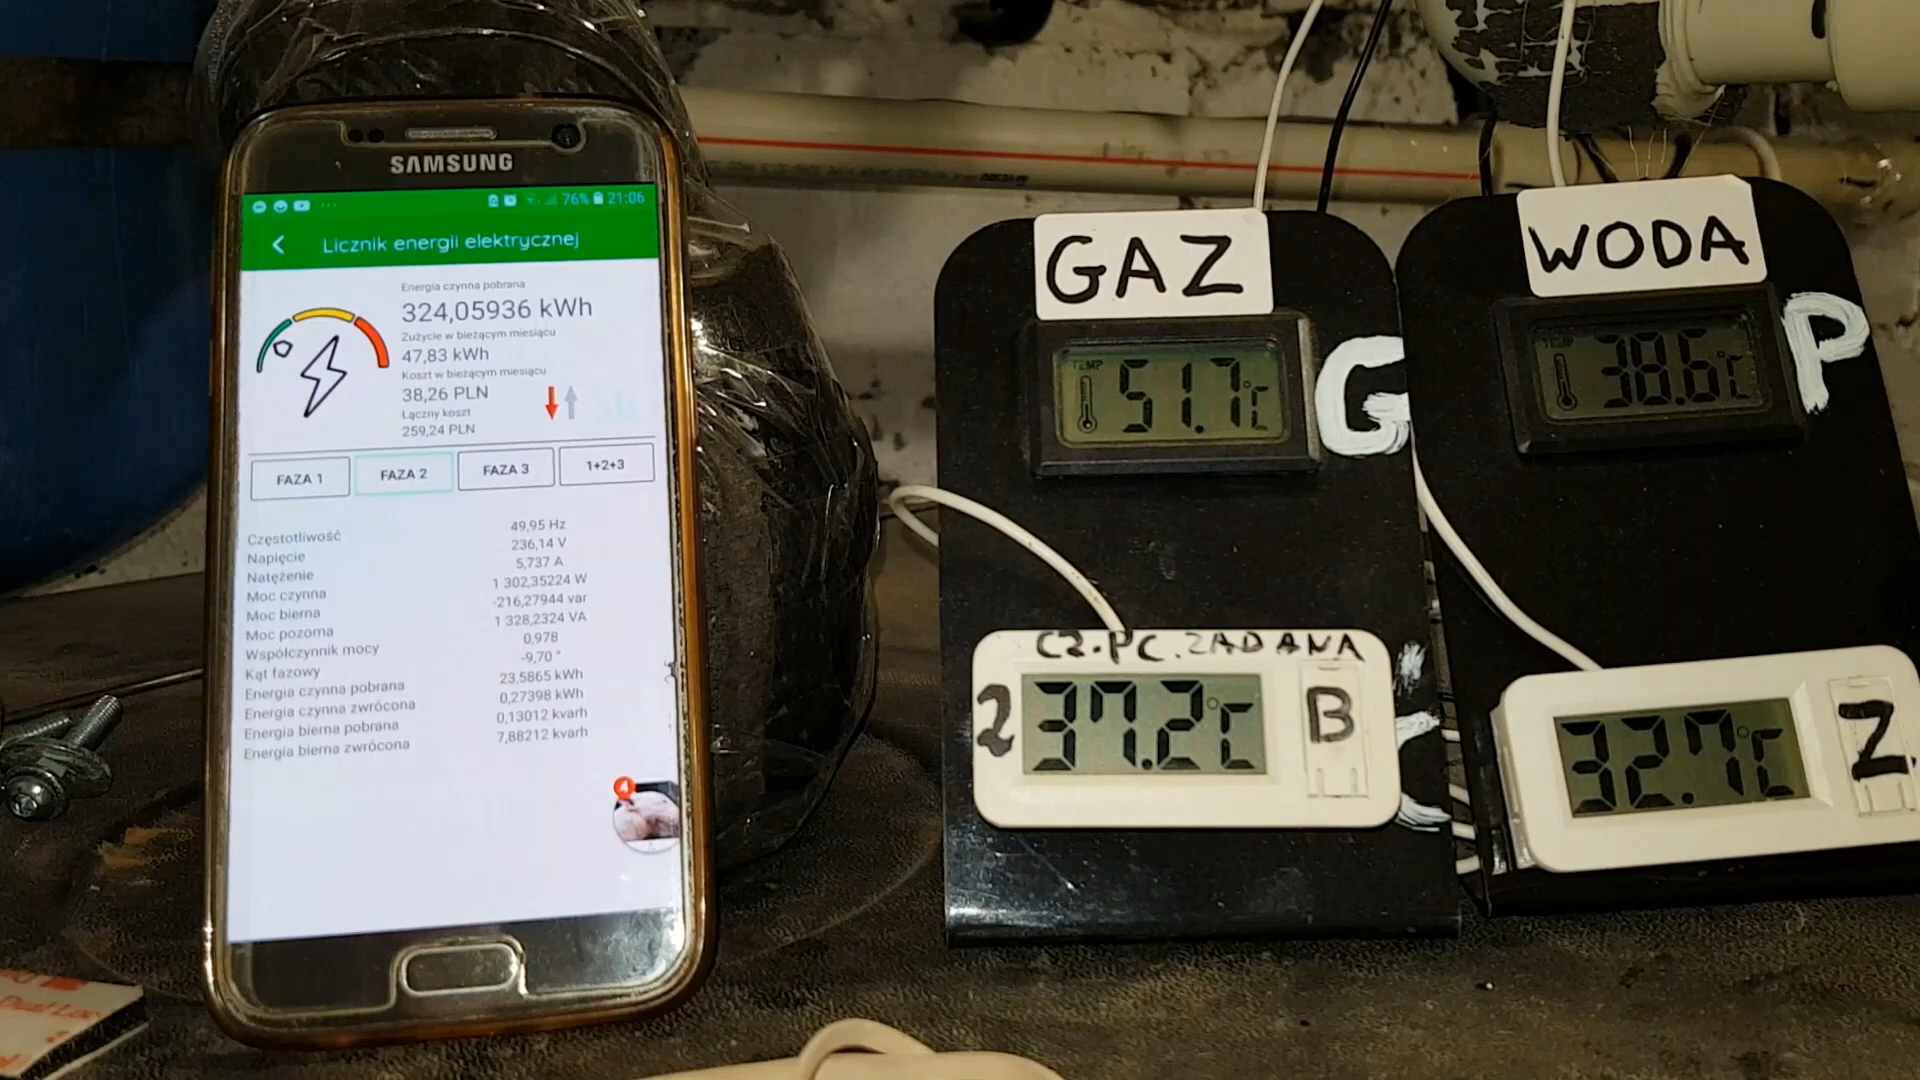 SAMSUNG
76% 21:06
Licznik energii elektrycznej
Energia czynna pobrana
324,05936 kWh
Zużycie w bieżącym miesiącu
47,83 kWh
Koszt w bieżącym miesiącu
38,26 PLN
Łączny koszt
259,24 PLN
FAZA 1 FAZA 2 FAZA 3 1+2+3
Częstotliwość 49,95 Hz
Napięcie 236,14 V
Natężenie 5,737 A
Moc czynna 1 302,35224 W
Moc bierna -216,27944 var
Moc pozorna 1 328,2324 VA
Współczynnik mocy 0,978
Kąt fazowy -9,70 °
Energia czynna pobrana 23,5865 kWh
Energia czynna zwrócona 0,27398 kWh
Energia bierna pobrana 0,13012 kvarh
Energia bierna zwrócona 7,88212 kvarh
4
GAZ
TEMP
51.7°C
G
CZ.PC.ZADANA
2 37.2°C B
WODA
TEMP
38.6°C
P
32.7°C Z